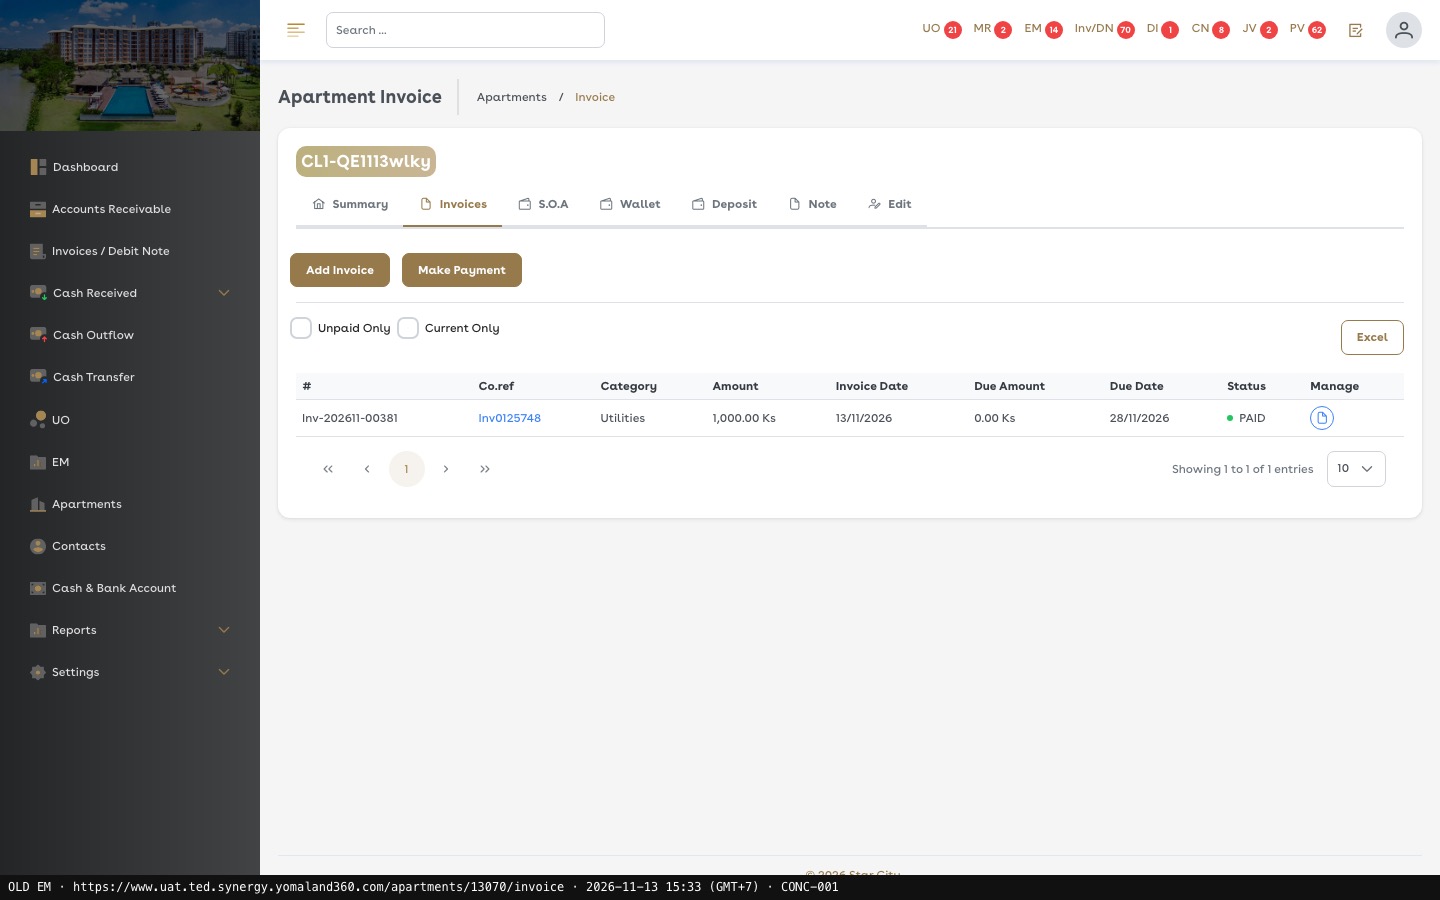 Search ...
UO 21 MR 2 EM 14 Inv/DN 70 DI 1 CN 8 JV 2 PV 62
Dashboard
Accounts Receivable
Invoices / Debit Note
Cash Received
Cash Outflow
Cash Transfer
UO
EM
Apartments
Contacts
Cash & Bank Account
Reports
Settings
Apartment Invoice
Apartments / Invoice
CL1-QE1113wlky
Summary Invoices S.O.A Wallet Deposit Note Edit
Add Invoice Make Payment
Unpaid Only Current Only
Excel
# Co.ref Category Amount Invoice Date Due Amount Due Date Status Manage
Inv-202611-00381 Inv0125748 Utilities 1,000.00 Ks 13/11/2026 0.00 Ks 28/11/2026 PAID
« ‹ 1 › »
Showing 1 to 1 of 1 entries 10
© 2026 Star City
OLD EM · https://www.uat.ted.synergy.yomaland360.com/apartments/13070/invoice · 2026-11-13 15:33 (GMT+7) · CONC-001